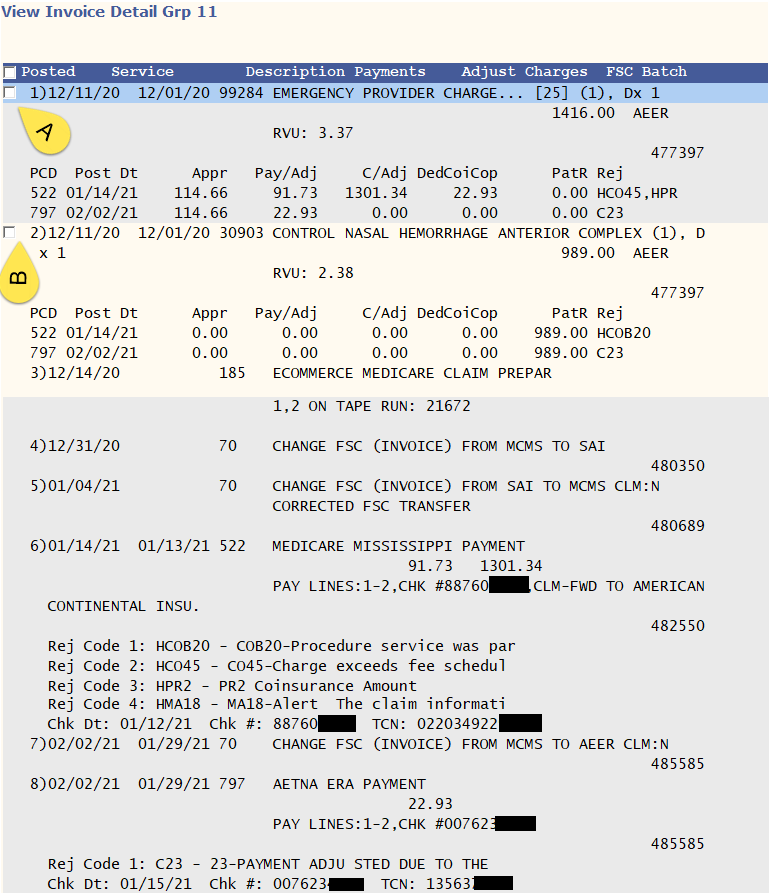 View Invoice Detail Grp 11
Posted Service Description Payments Adjust Charges FSC Batch
1)12/11/20 12/01/20 99284 EMERGENCY PROVIDER CHARGE... [25] (1), Dx 1
1416.00 AEER
A
RVU: 3.37
477397
PCD Post Dt Appr Pay/Adj C/Adj DedCoiCop PatR Rej
522 01/14/21 114.66 91.73 1301.34 22.93 0.00 HCO45,HPR
797 02/02/21 114.66 22.93 0.00 0.00 0.00 C23
2)12/11/20 12/01/20 30903 CONTROL NASAL HEMORRHAGE ANTERIOR COMPLEX (1), D
x 1 989.00 AEER
B
RVU: 2.38
477397
PCD Post Dt Appr Pay/Adj C/Adj DedCoiCop PatR Rej
522 01/14/21 0.00 0.00 0.00 0.00 989.00 HCOB20
797 02/02/21 0.00 0.00 0.00 0.00 989.00 C23
3)12/14/20 185 ECOMMERCE MEDICARE CLAIM PREPAR
1,2 ON TAPE RUN: 21672
4)12/31/20 70 CHANGE FSC (INVOICE) FROM MCMS TO SAI
480350
5)01/04/21 70 CHANGE FSC (INVOICE) FROM SAI TO MCMS CLM:N
CORRECTED FSC TRANSFER
480689
6)01/14/21 01/13/21 522 MEDICARE MISSISSIPPI PAYMENT
91.73 1301.34
PAY LINES:1-2,CHK #88760 ,CLM-FWD TO AMERICAN
CONTINENTAL INSU.
482550
Rej Code 1: HCOB20 - COB20-Procedure service was par
Rej Code 2: HCO45 - CO45-Charge exceeds fee schedul
Rej Code 3: HPR2 - PR2 Coinsurance Amount
Rej Code 4: HMA18 - MA18-Alert The claim informati
Chk Dt: 01/12/21 Chk #: 88760 TCN: 022034922
7)02/02/21 01/29/21 70 CHANGE FSC (INVOICE) FROM MCMS TO AEER CLM:N
485585
8)02/02/21 01/29/21 797 AETNA ERA PAYMENT
22.93
PAY LINES:1-2,CHK #007623
485585
Rej Code 1: C23 - 23-PAYMENT ADJU STED DUE TO THE
Chk Dt: 01/15/21 Chk #: 007623 TCN: 13563